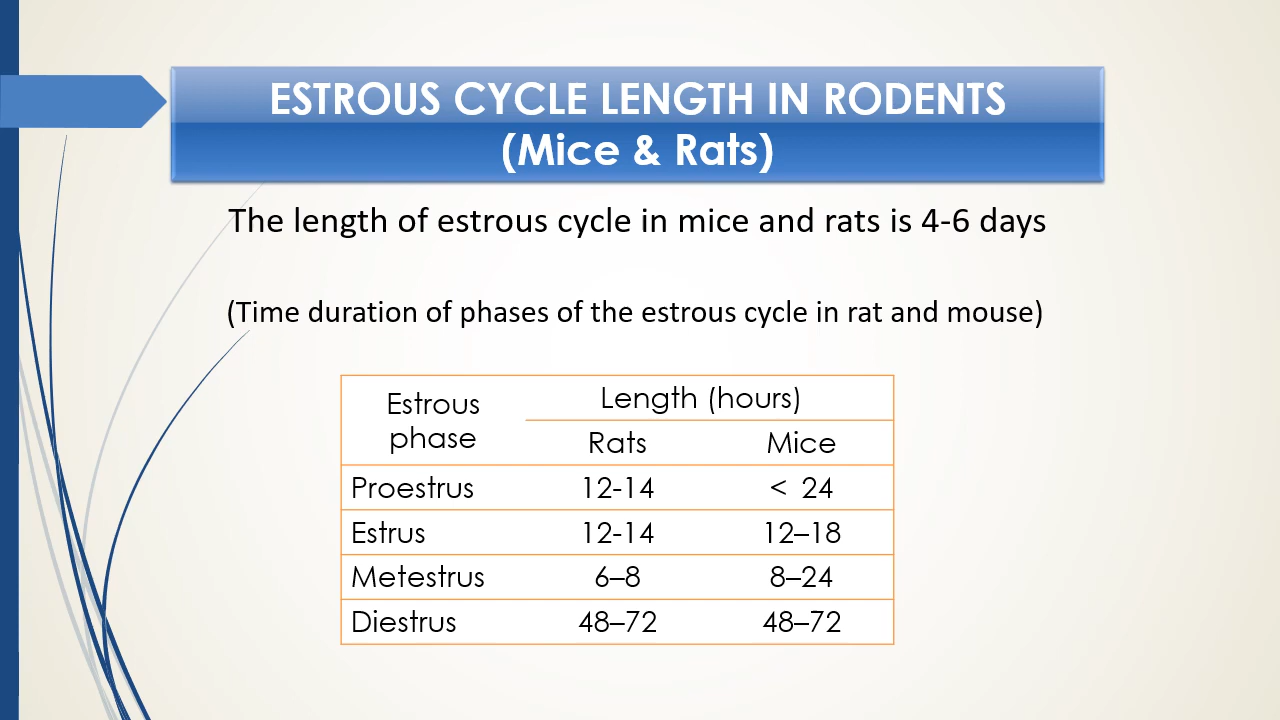 ESTROUS CYCLE LENGTH IN RODENTS
(Mice & Rats)
The length of estrous cycle in mice and rats is 4-6 days
(Time duration of phases of the estrous cycle in rat and mouse)
Estrous
phase
Length (hours)
Rats Mice
Proestrus 12-14 < 24
Estrus 12-14 12–18
Metestrus 6–8 8–24
Diestrus 48–72 48–72